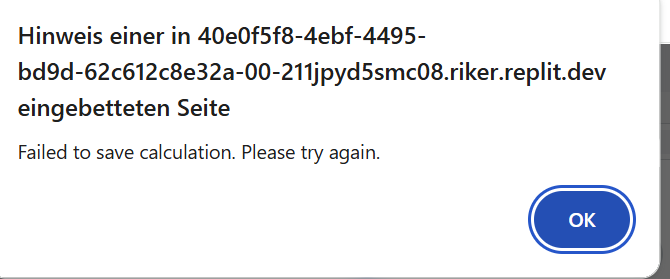 Hinweis einer in 40e0f5f8-4ebf-4495-
bd9d-62c612c8e32a-00-211jpyd5smc08.riker.replit.dev
eingebetteten Seite
Failed to save calculation. Please try again.
OK